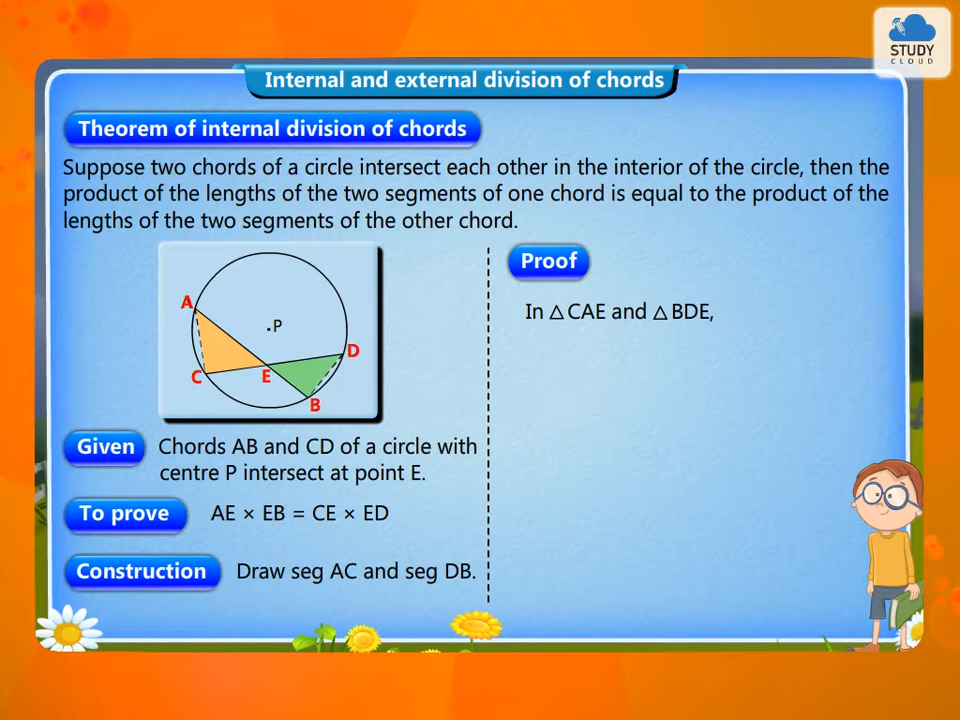 STUDY
CLOUD
Internal and external division of chords
Theorem of internal division of chords
Suppose two chords of a circle intersect each other in the interior of the circle, then the
product of the lengths of the two segments of one chord is equal to the product of the
lengths of the two segments of the other chord.
A
P
D
C
E
B
Given Chords AB and CD of a circle with
centre P intersect at point E.
To prove AE × EB = CE × ED
Construction Draw seg AC and seg DB.
Proof
In △ CAE and △ BDE,